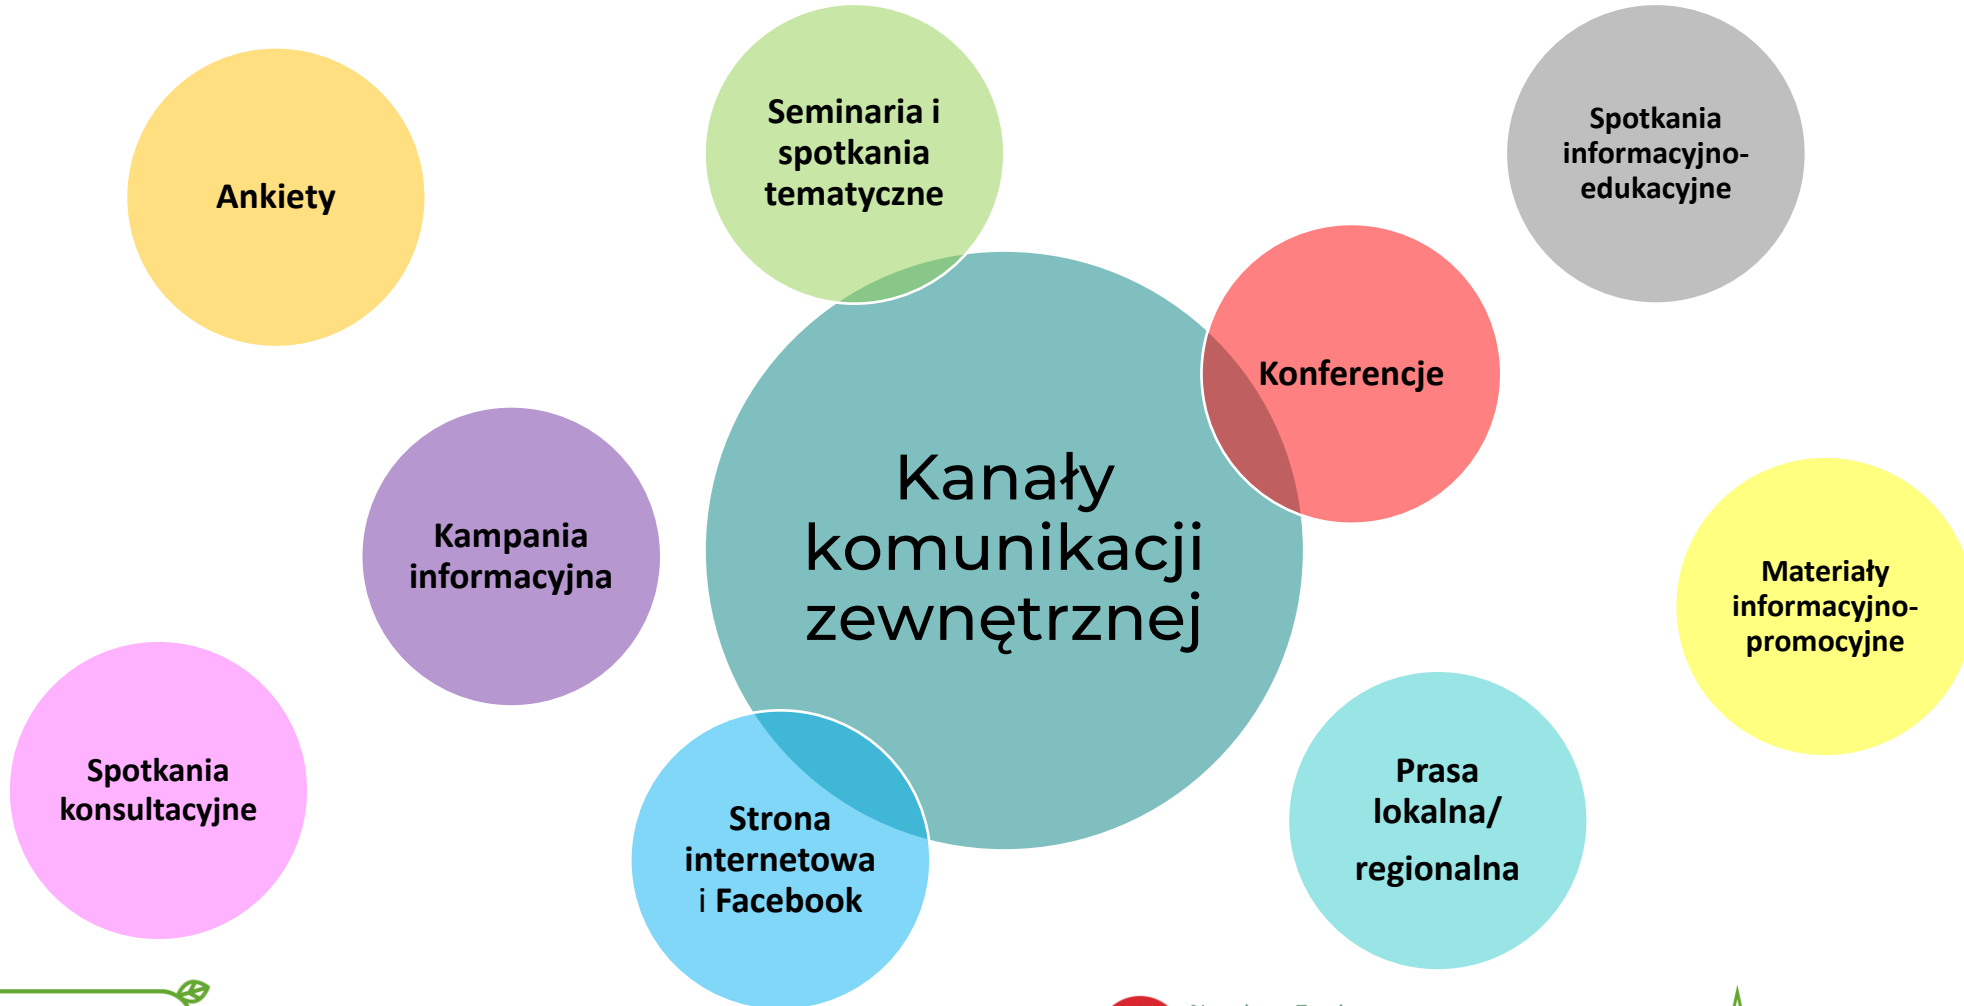 Ankiety
Seminaria i
spotkania
tematyczne
Spotkania
informacyjno-
edukacyjne
Konferencje
Kanały
komunikacji
zewnętrznej
Kampania
informacyjna
Materiały
informacyjno-
promocyjne
Spotkania
konsultacyjne
Strona
internetowa
i Facebook
Prasa
lokalna/
regionalna